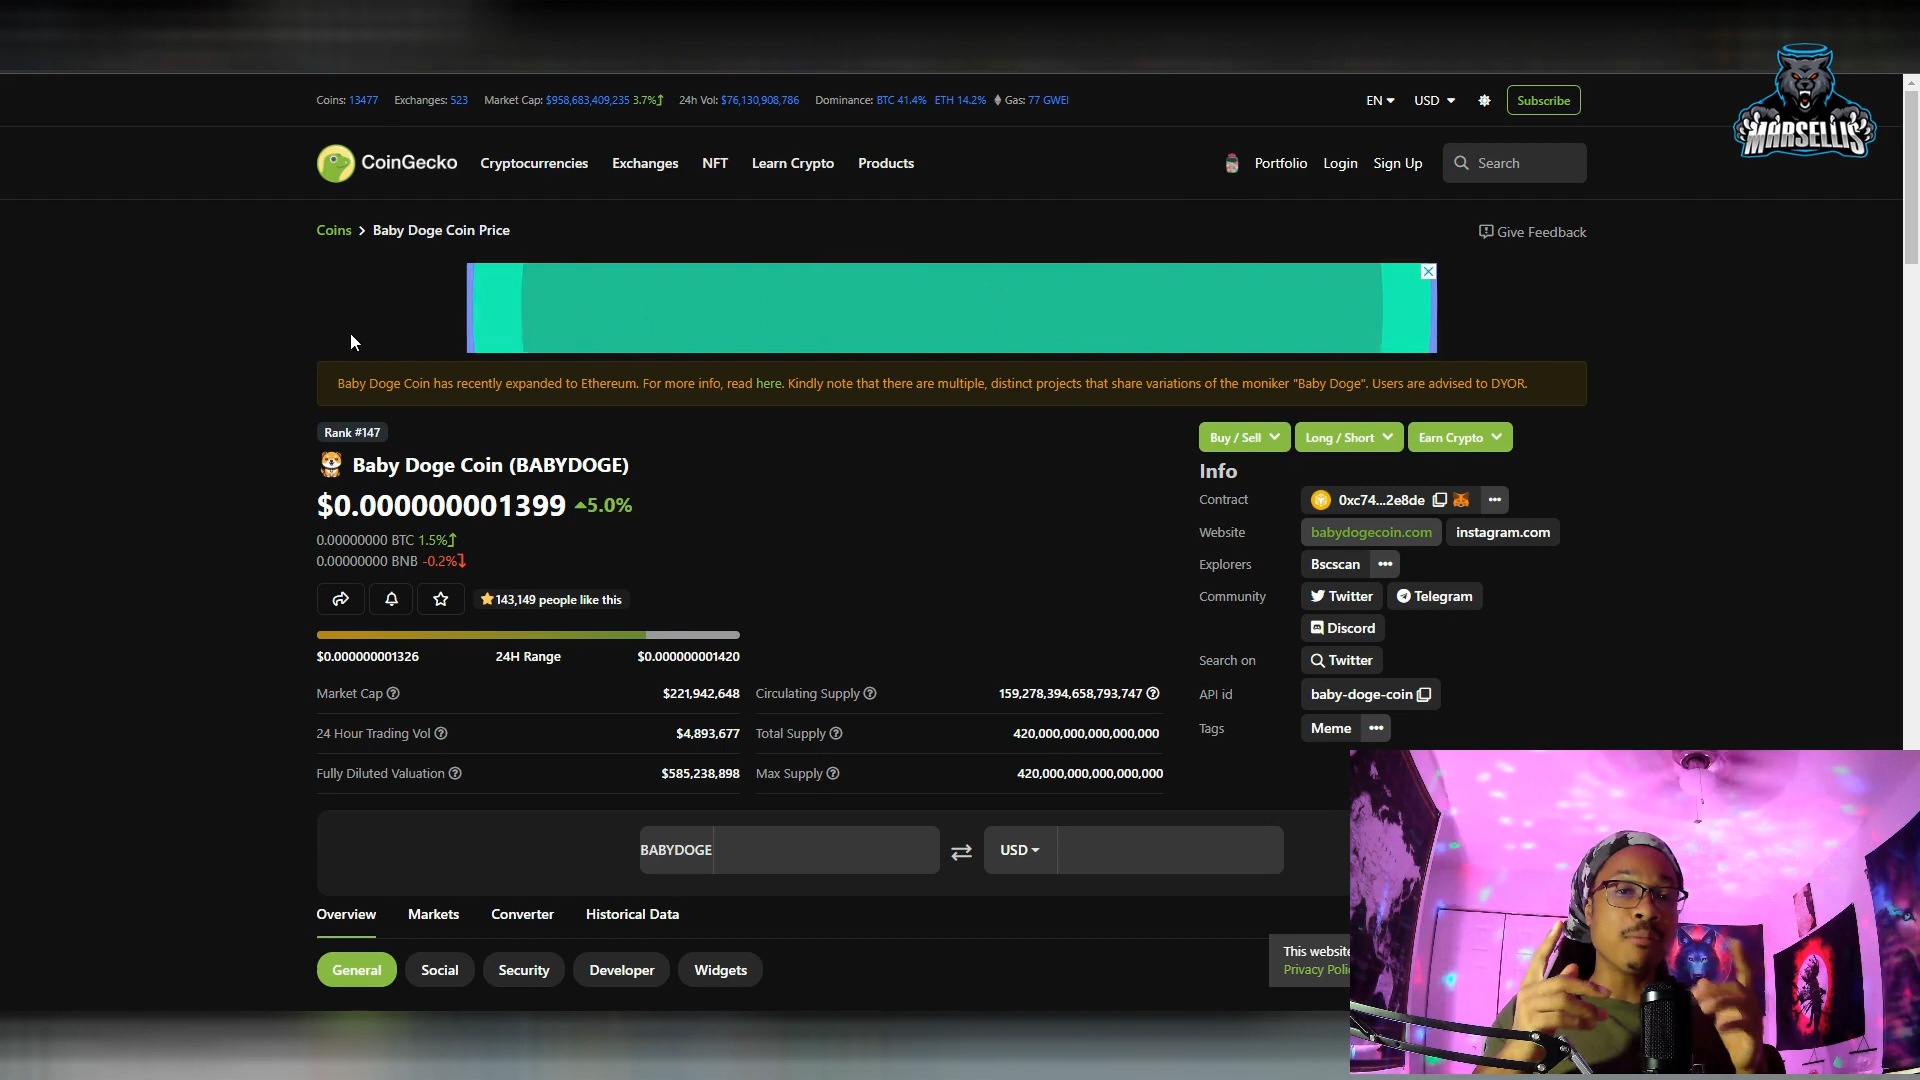 Coins: 13477 Exchanges: 523 Market Cap: $958,683,409,235 3.7% 24h Vol: $76,130,908,786 Dominance: BTC 41.4% ETH 14.2% Gas: 77 GWEI
EN USD Subscribe
MARSELLIS
CoinGecko Cryptocurrencies Exchanges NFT Learn Crypto Products
Portfolio Login Sign Up Search
Coins > Baby Doge Coin Price
Give Feedback
Baby Doge Coin has recently expanded to Ethereum. For more info, read here. Kindly note that there are multiple, distinct projects that share variations of the moniker "Baby Doge". Users are advised to DYOR.
Rank #147
Baby Doge Coin (BABYDOGE)
$0.000000001399 5.0%
0.00000000 BTC 1.5%
0.00000000 BNB -0.2%
143,149 people like this
$0.000000001326 24H Range $0.000000001420
Market Cap $221,942,648
24 Hour Trading Vol $4,893,677
Fully Diluted Valuation $585,238,898
Circulating Supply 159,278,394,658,793,747
Total Supply 420,000,000,000,000,000
Max Supply 420,000,000,000,000,000
Buy / Sell Long / Short Earn Crypto
Info
Contract 0xc74...2e8de
Website babydogecoin.com instagram.com
Explorers Bscscan
Community Twitter Telegram
Discord
Search on Twitter
API id baby-doge-coin
Tags Meme
BABYDOGE USD
Overview Markets Converter Historical Data
General Social Security Developer Widgets
This website
Privacy Poli